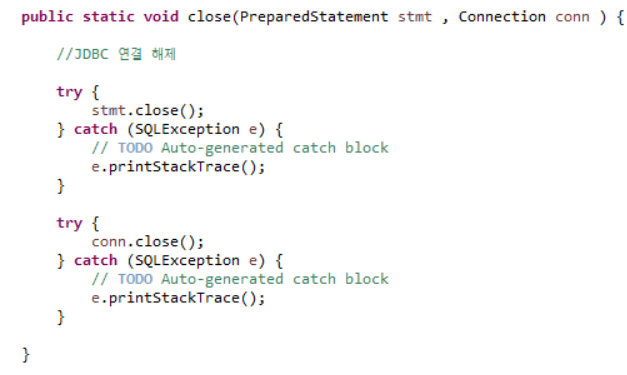 public static void close(PreparedStatement stmt , Connection conn ) {
//JDBC 연결 해제
try {
stmt.close();
} catch (SQLException e) {
// TODO Auto-generated catch block
e.printStackTrace();
}
try {
conn.close();
} catch (SQLException e) {
// TODO Auto-generated catch block
e.printStackTrace();
}
}